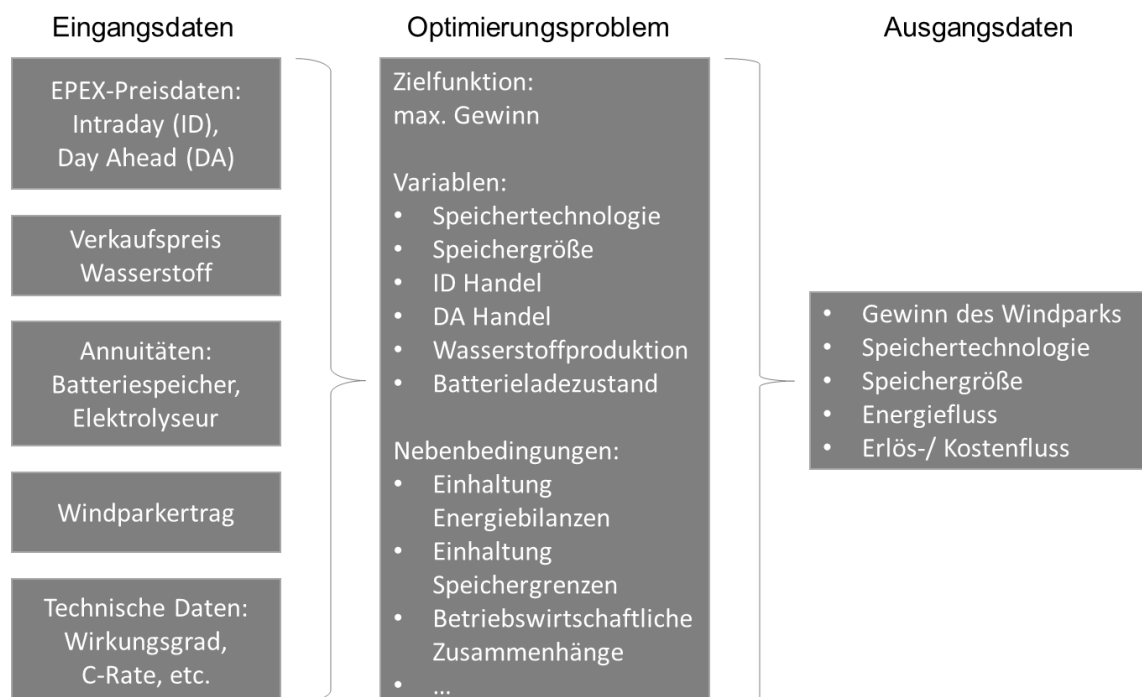 Eingangsdaten
EPEX-Preisdaten:
Intraday (ID),
Day Ahead (DA)
Verkaufspreis
Wasserstoff
Annuitäten:
Batteriespeicher,
Elektrolyseur
Windparkertrag
Technische Daten:
Wirkungsgrad,
C-Rate, etc.
Optimierungsproblem
Zielfunktion:
max. Gewinn
Variablen:
• Speichertechnologie
• Speichergröße
• ID Handel
• DA Handel
• Wasserstoffproduktion
• Batterieladezustand
Nebenbedingungen:
• Einhaltung
Energiebilanzen
• Einhaltung
Speichergrenzen
• Betriebswirtschaftliche
Zusammenhänge
• ...
Ausgangsdaten
• Gewinn des Windparks
• Speichertechnologie
• Speichergröße
• Energiefluss
• Erlös-/ Kostenfluss